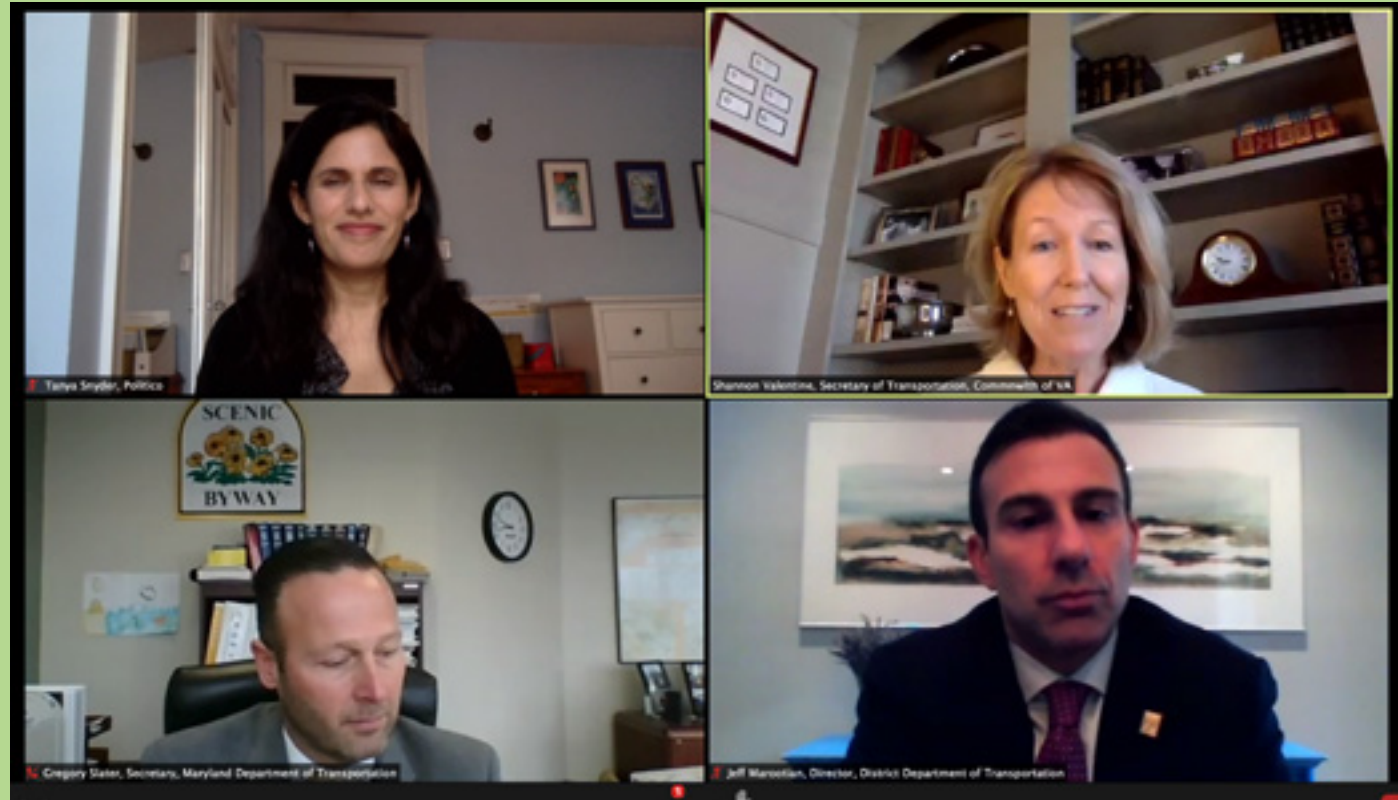 Tanya Snyder, Politico
Shannon Valentine, Secretary of Transportation, Commnwlth of VA
SCENIC
BYWAY
Gregory Slater, Secretary, Maryland Department of Transportation
Jeff Marootian, Director, District Department of Transportation